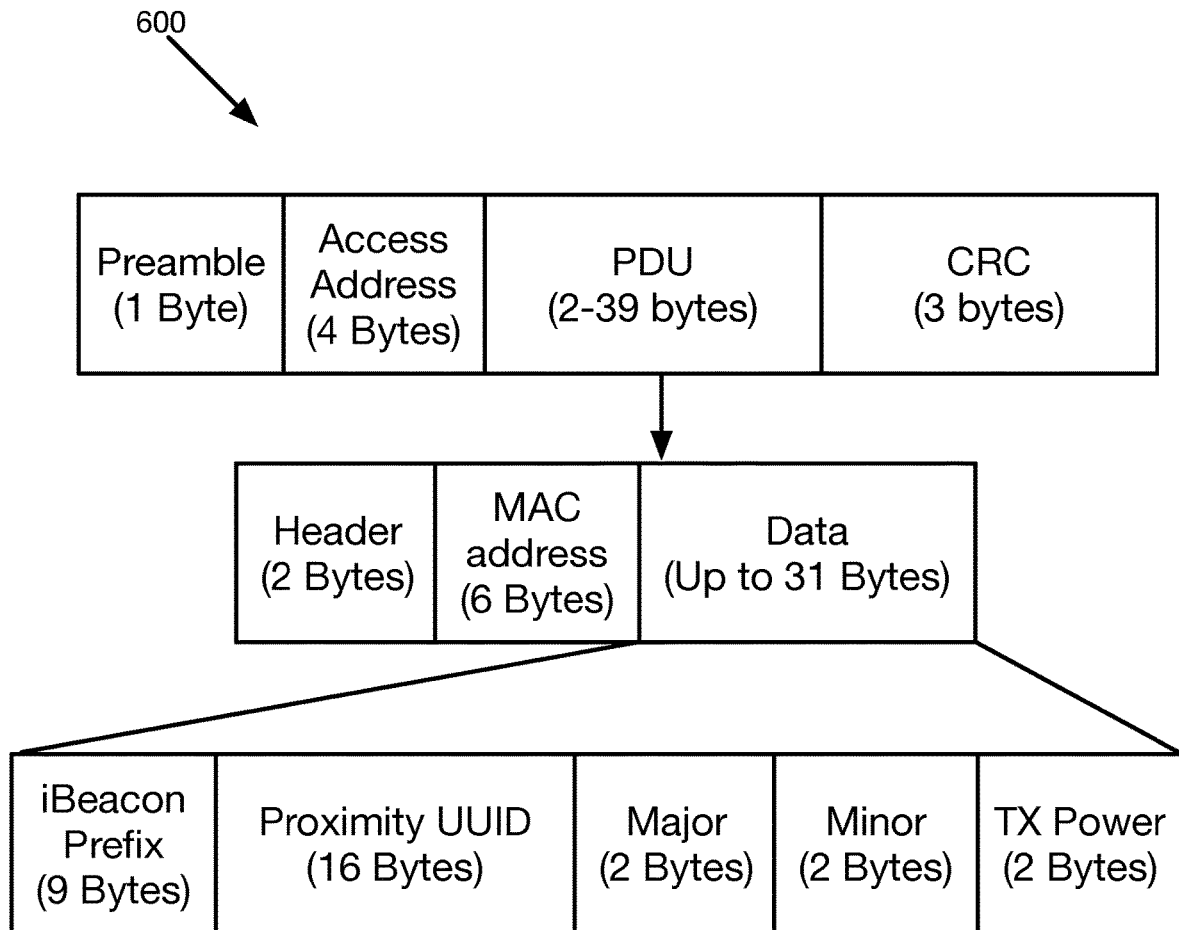 600
Preamble
(1 Byte)
Access
Address
(4 Bytes)
PDU
(2-39 bytes)
CRC
(3 bytes)
Header
(2 Bytes)
MAC
address
(6 Bytes)
Data
(Up to 31 Bytes)
iBeacon
Prefix
(9 Bytes)
Proximity UUID
(16 Bytes)
Major
(2 Bytes)
Minor
(2 Bytes)
TX Power
(2 Bytes)